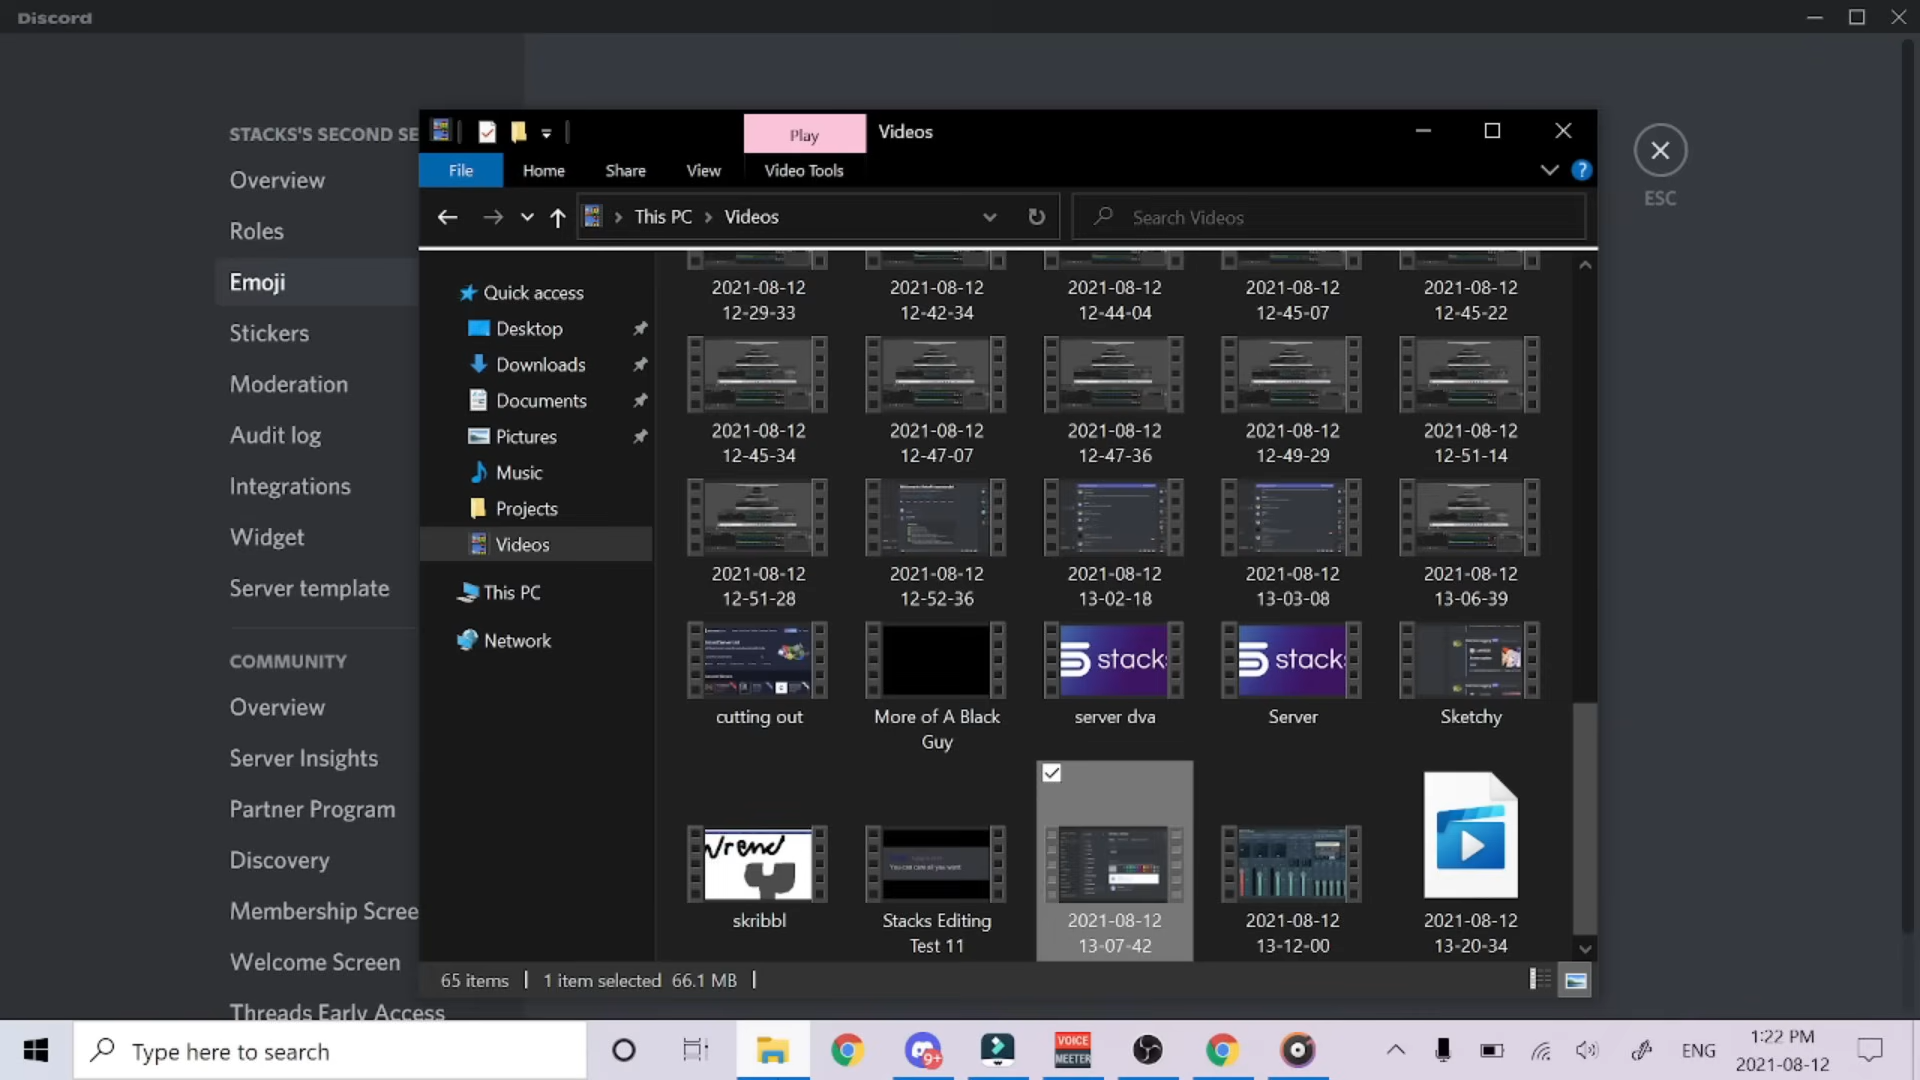 Discord
STACKS'S SECOND SE
Overview
Roles
Emoji
Stickers
Moderation
Audit log
Integrations
Widget
Server template
COMMUNITY
Overview
Server Insights
Partner Program
Discovery
Membership Scree
Welcome Screen
Threads Early Access
Play
Videos
File
Home
Share
View
Video Tools
?
This PC
Videos
Search Videos
ESC
Quick access
Desktop
Downloads
Documents
Pictures
Music
Projects
Videos
This PC
Network
2021-08-12
12-29-33
2021-08-12
12-42-34
2021-08-12
12-44-04
2021-08-12
12-45-07
2021-08-12
12-45-22
2021-08-12
12-45-34
2021-08-12
12-47-07
2021-08-12
12-47-36
2021-08-12
12-49-29
2021-08-12
12-51-14
2021-08-12
12-51-28
2021-08-12
12-52-36
2021-08-12
13-02-18
2021-08-12
13-03-08
2021-08-12
13-06-39
stack
stack
cutting out
More of A Black
Guy
server dva
Server
Sketchy
skribbl
Stacks Editing
Test 11
2021-08-12
13-07-42
2021-08-12
13-12-00
2021-08-12
13-20-34
65 items
1 item selected 66.1 MB
Type here to search
9+
VOICE
MEETER
ENG
1:22 PM
2021-08-12